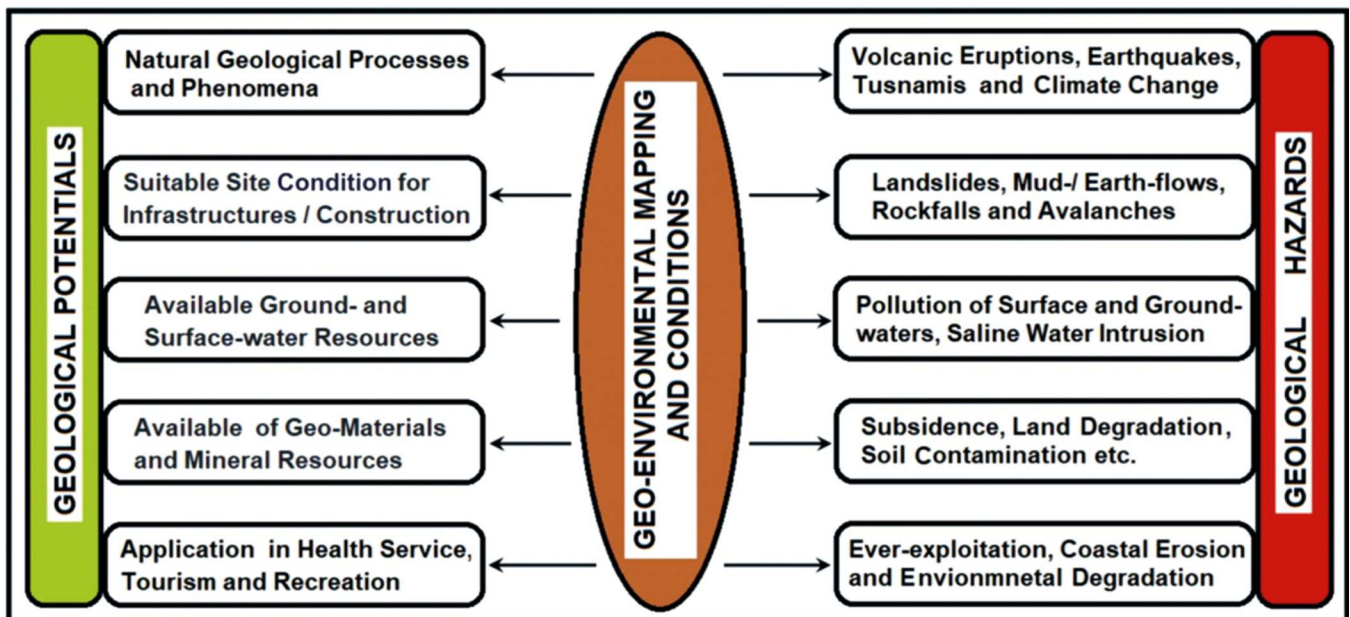 GEOLOGICAL POTENTIALS
Natural Geological Processes
and Phenomena
Suitable Site Condition for
Infrastructures / Construction
Available Ground- and
Surface-water Resources
Available of Geo-Materials
and Mineral Resources
Application in Health Service,
Tourism and Recreation
GEO-ENVIRONMENTAL MAPPING
AND CONDITIONS
Volcanic Eruptions, Earthquakes,
Tusnamis and Climate Change
Landslides, Mud-/ Earth-flows,
Rockfalls and Avalanches
Pollution of Surface and Ground-
waters, Saline Water Intrusion
Subsidence, Land Degradation,
Soil Contamination etc.
Ever-exploitation, Coastal Erosion
and Envionmnetal Degradation
GEOLOGICAL HAZARDS